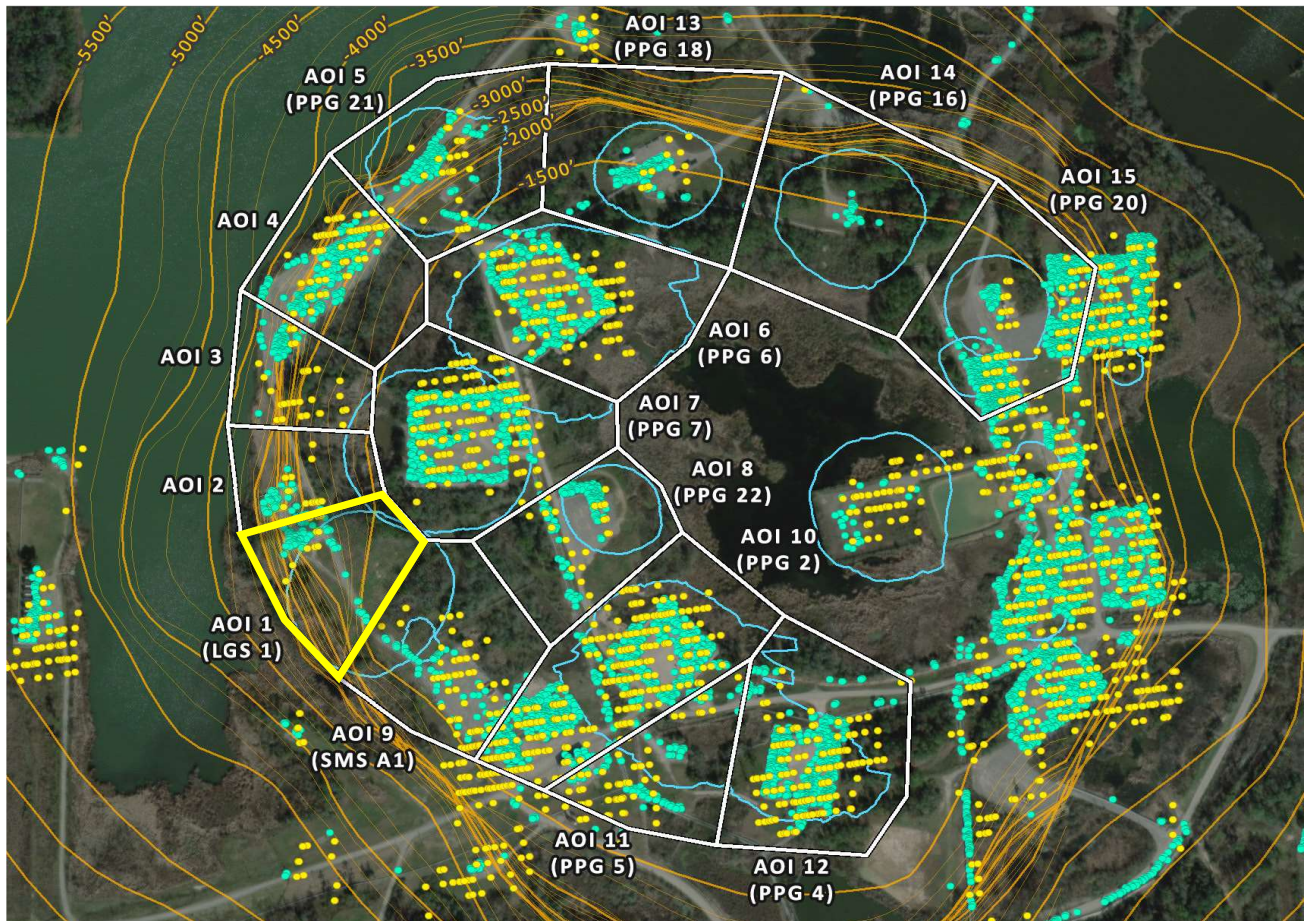 -5500'
-5000'
-4500'
-4000'
-3500'
-3000'
-2500'
-2000'
-1500'
AOI 13
(PPG 18)
AOI 5
(PPG 21)
AOI 14
(PPG 16)
AOI 15
(PPG 20)
AOI 4
AOI 3
AOI 6
(PPG 6)
AOI 7
(PPG 7)
AOI 2
AOI 8
(PPG 22)
AOI 10
(PPG 2)
AOI 1
(LGS 1)
AOI 9
(SMS A1)
AOI 11
(PPG 5)
AOI 12
(PPG 4)